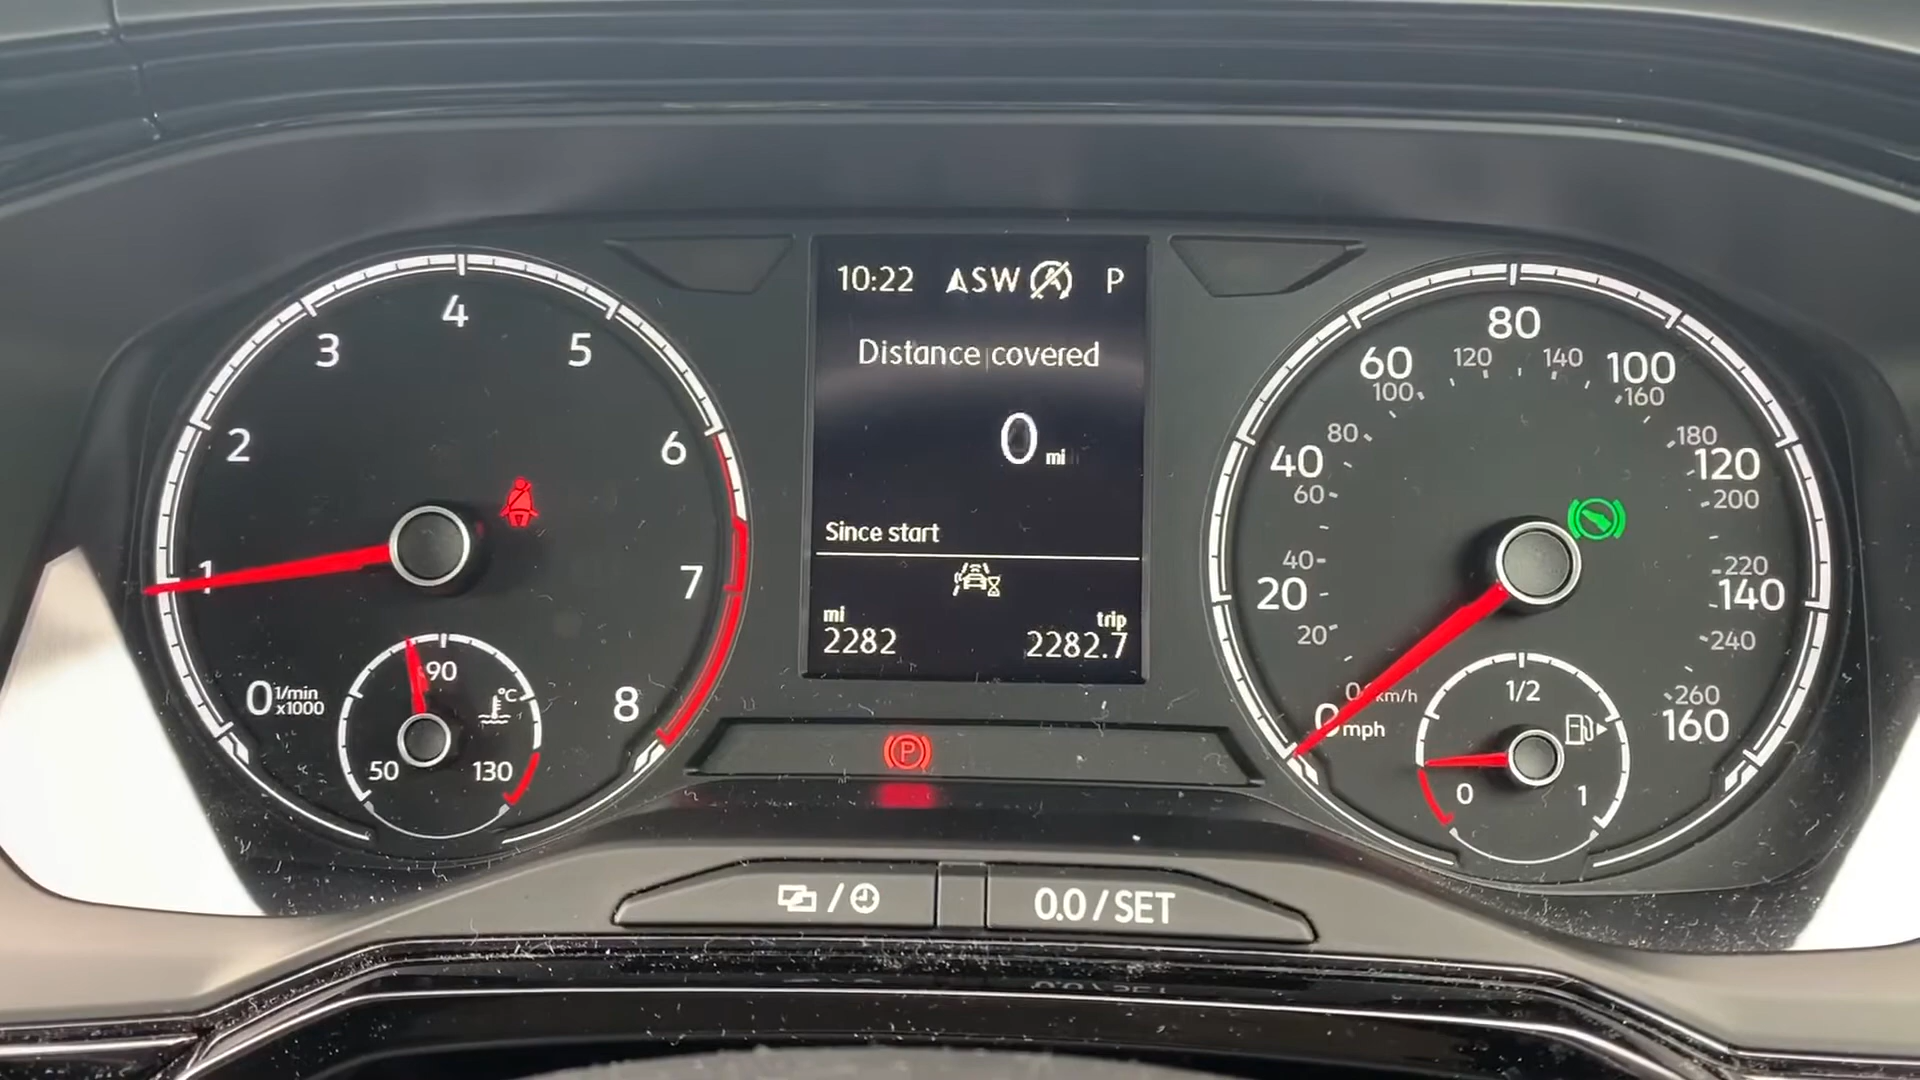 10:22 ASW P
Distance covered
0 mi
Since start
mi
2282
trip
2282.7
0 1/min
x1000
1
2
3
4
5
6
7
8
50
90
130
°C
P
0 mph
20
40
60
80
100
120
140
160
0 km/h
20
40
60
80
100
120
140
160
180
200
220
240
260
0
1/2
1
/
0.0 / SET